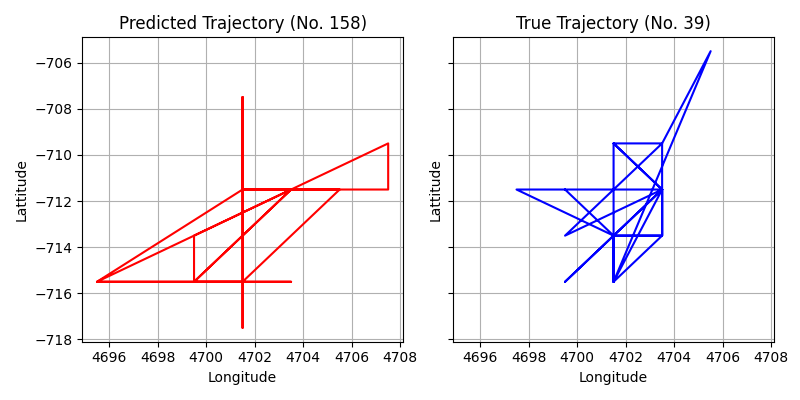 Predicted Trajectory (No. 158)
True Trajectory (No. 39)
Lattitude
−706
−708
−710
−712
−714
−716
−718
4696 4698 4700 4702 4704 4706 4708
Longitude
Lattitude
4696 4698 4700 4702 4704 4706 4708
Longitude